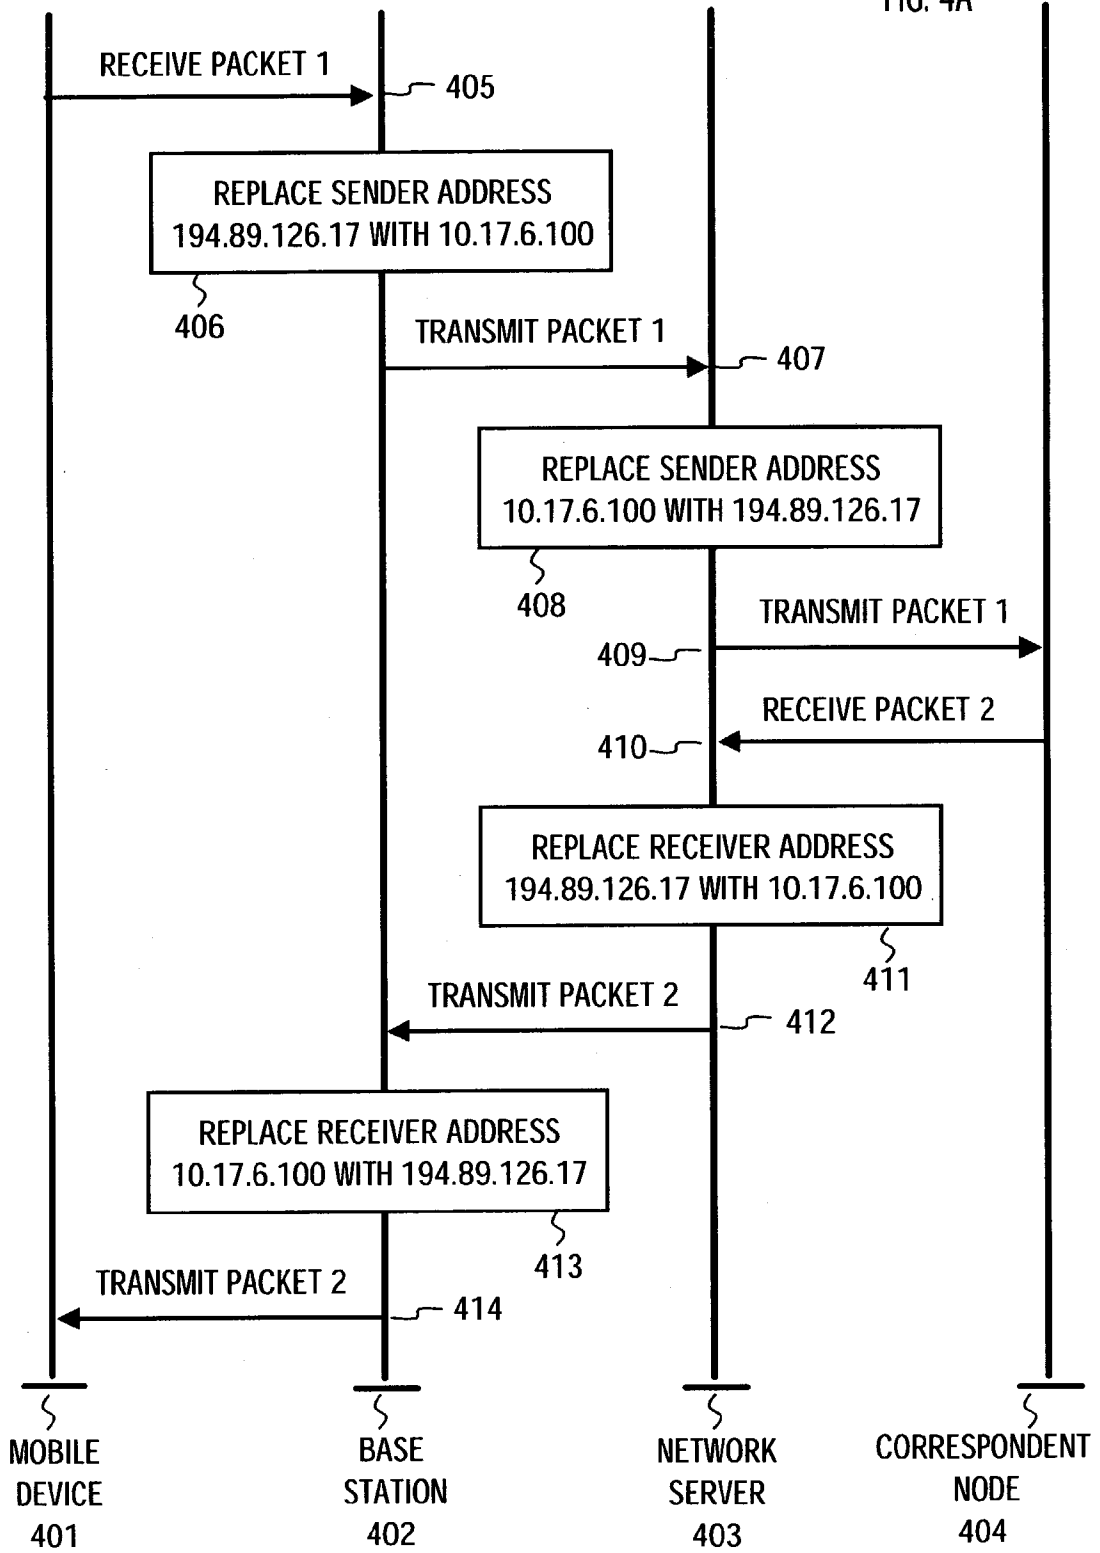 FIG. 4A
RECEIVE PACKET 1
405
REPLACE SENDER ADDRESS
194.89.126.17 WITH 10.17.6.100
406
TRANSMIT PACKET 1
407
REPLACE SENDER ADDRESS
10.17.6.100 WITH 194.89.126.17
408
TRANSMIT PACKET 1
409
RECEIVE PACKET 2
410
REPLACE RECEIVER ADDRESS
194.89.126.17 WITH 10.17.6.100
411
TRANSMIT PACKET 2
412
REPLACE RECEIVER ADDRESS
10.17.6.100 WITH 194.89.126.17
413
TRANSMIT PACKET 2
414
MOBILE
DEVICE
401
BASE
STATION
402
NETWORK
SERVER
403
CORRESPONDENT
NODE
404